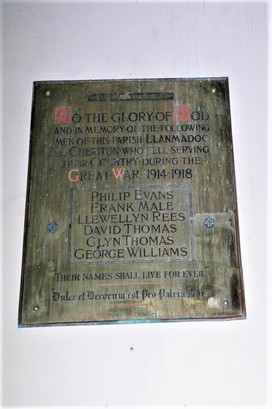 TO THE GLORY OF GOD
AND IN MEMORY OF THE FOLLOWING
MEN OF THIS PARISH LLANMADOC
AND CHERITON WHO FELL SERVING
THEIR COUNTRY DURING THE
GREAT WAR 1914-1918
PHILIP EVANS
FRANK MALE
LLEWELLYN REES
DAVID THOMAS
GLYN THOMAS
GEORGE WILLIAMS
THEIR NAMES SHALL LIVE FOR EVER.
Dulce et Decorum est Pro Patria